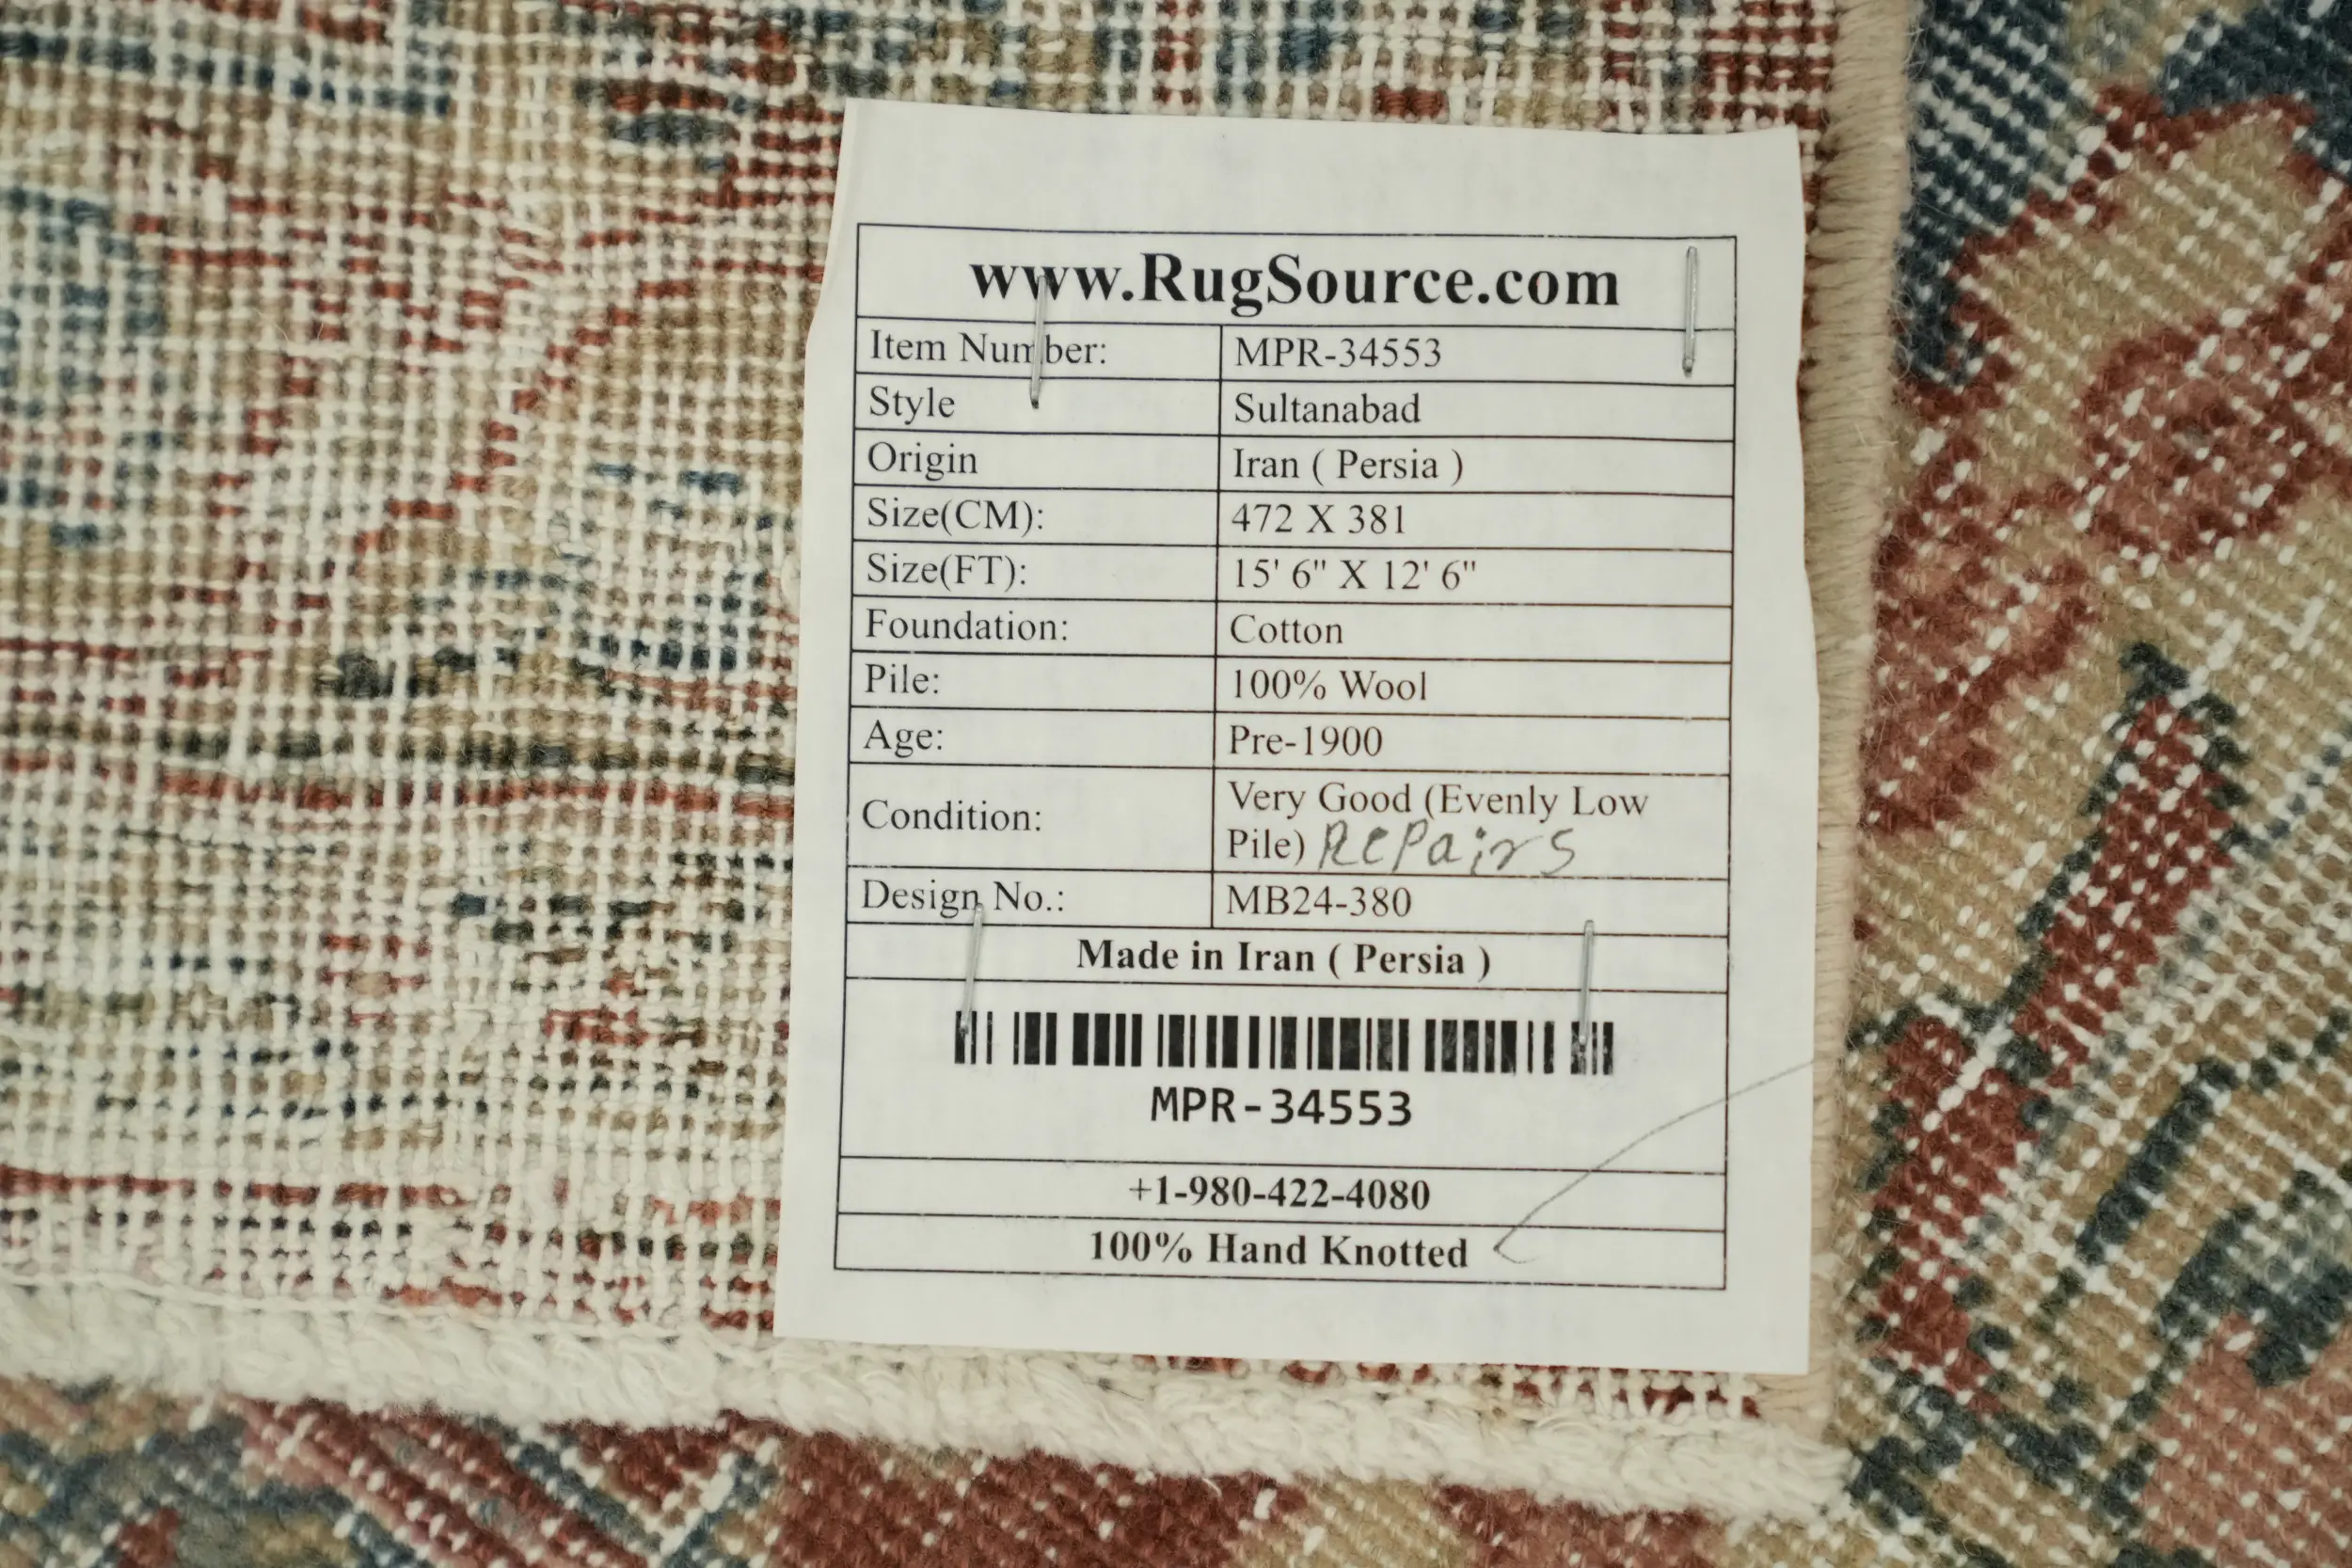 www.RugSource.com
Item Number: MPR-34553
Style Sultanabad
Origin Iran ( Persia )
Size(CM): 472 X 381
Size(FT): 15' 6" X 12' 6"
Foundation: Cotton
Pile: 100% Wool
Age: Pre-1900
Condition: Very Good (Evenly Low
Pile) Repairs
Design No.: MB24-380
Made in Iran ( Persia )
MPR-34553
+1-980-422-4080
100% Hand Knotted